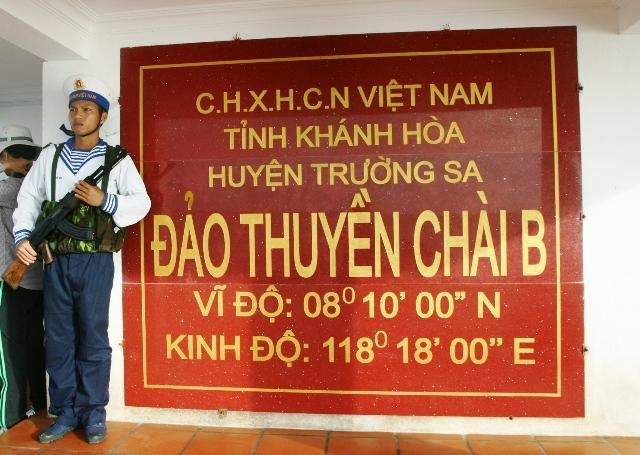 C.H.X.H.C.N VIỆT NAM
TỈNH KHÁNH HÒA
HUYỆN TRƯỜNG SA
ĐẢO THUYỀN CHÀI B
VĨ ĐỘ: 08⁰ 10' 00" N
KINH ĐỘ: 118⁰ 18' 00" E